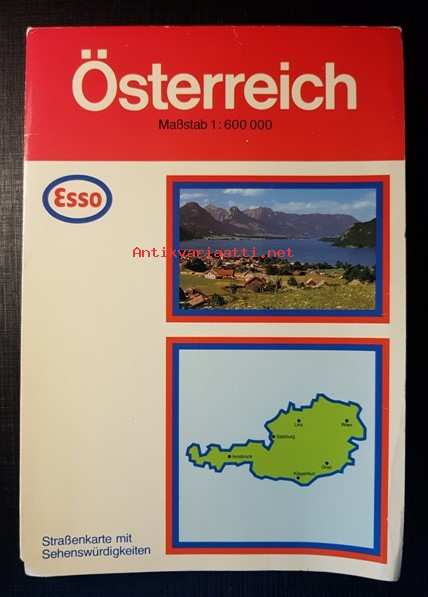 Österreich
Maßstab 1:600 000
Esso
Antikvariaatti.net
Linz
Wien
Salzburg
Innsbruck
Graz
Klagenfurt
Straßenkarte mit
Sehenswürdigkeiten